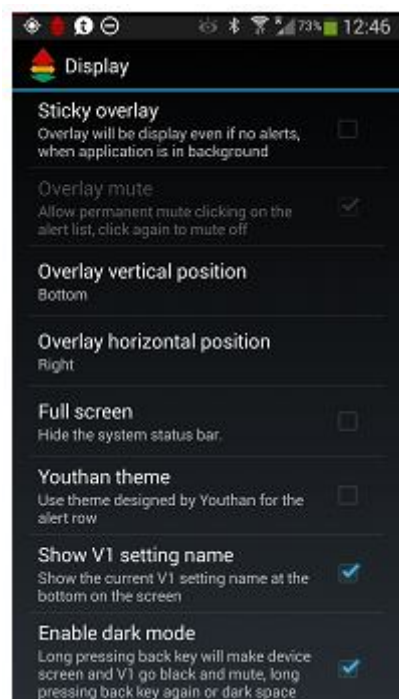 73% 12:46
Display
Sticky overlay
Overlay will be display even if no alerts,
when application is in background
Overlay mute
Allow permanent mute clicking on the
alert list, click again to mute off
Overlay vertical position
Bottom
Overlay horizontal position
Right
Full screen
Hide the system status bar.
Youthan theme
Use theme designed by Youthan for the
alert row
Show V1 setting name
Show the current V1 setting name at the
bottom on the screen
Enable dark mode
Long pressing back key will make device
screen and V1 go black and mute, long
pressing back key again or dark space